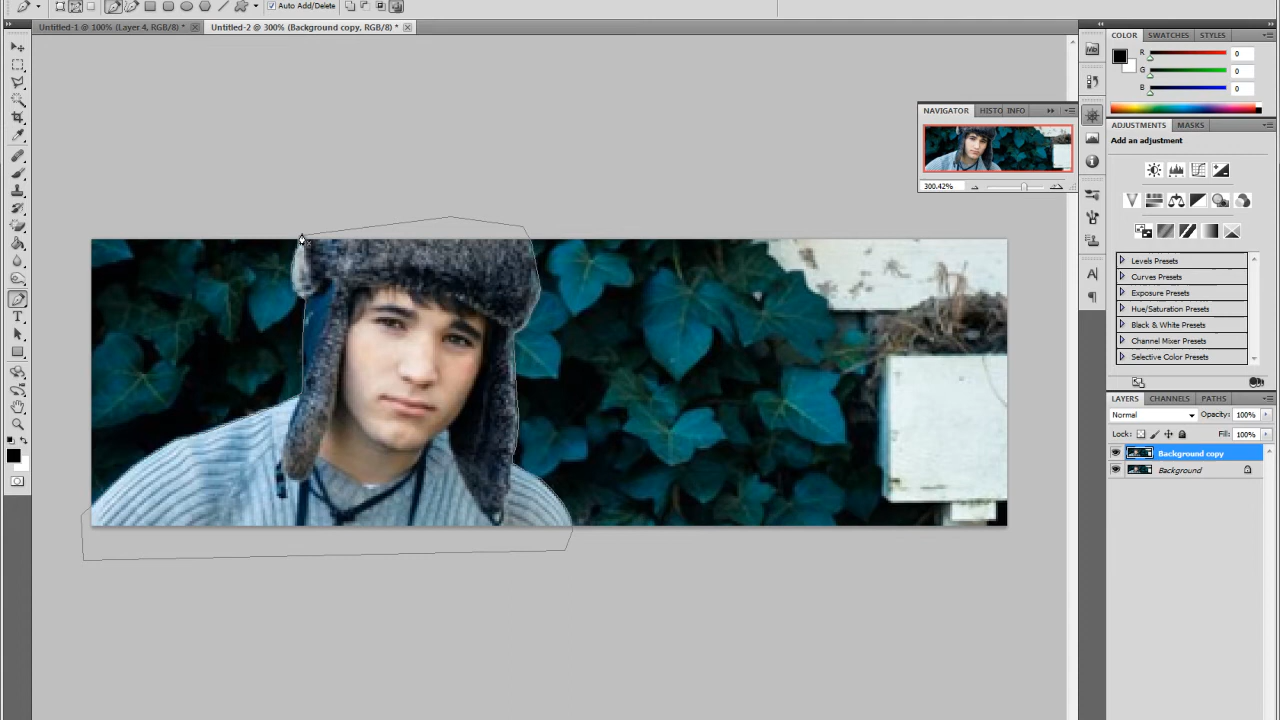 Auto Add/Delete
Untitled-1 @ 100% (Layer 4, RGB/8) *
Untitled-2 @ 300% (Background copy, RGB/8) *
COLOR SWATCHES STYLES
R 0
G 0
B 0
NAVIGATOR HISTO INFO
300.42%
ADJUSTMENTS MASKS
Add an adjustment
Levels Presets
Curves Presets
Exposure Presets
Hue/Saturation Presets
Black & White Presets
Channel Mixer Presets
Selective Color Presets
LAYERS CHANNELS PATHS
Normal Opacity: 100%
Lock: Fill: 100%
Background copy
Background